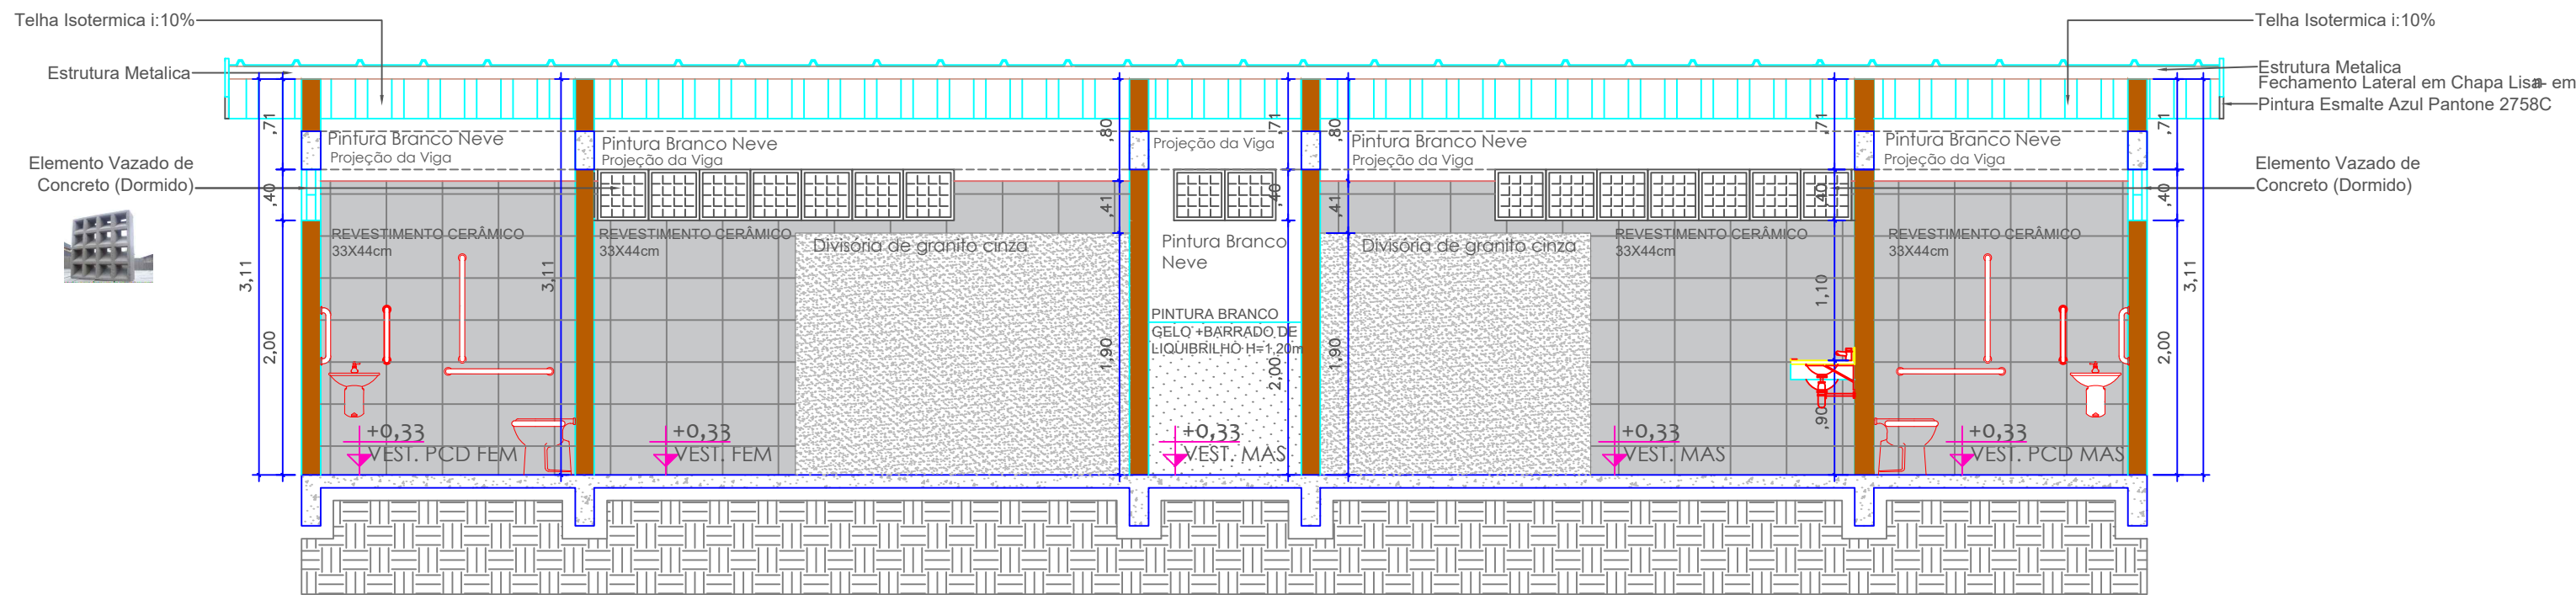 Telha Isotermica i:10%
Telha Isotermica i:10%
Estrutura Metalica
Estrutura Metalica
Fechamento Lateral em Chapa Lisa em
Pintura Esmalte Azul Pantone 2758C
,71
,80
,71
,80
,71
,71
Pintura Branco Neve
Projeção da Viga
Pintura Branco Neve
Projeção da Viga
Projeção da Viga
Pintura Branco Neve
Projeção da Viga
Pintura Branco Neve
Projeção da Viga
Elemento Vazado de
Concreto (Dormido)
Elemento Vazado de
Concreto (Dormido)
,40
,41
,40
,41
,40
,40
REVESTIMENTO CERÂMICO
33X44cm
REVESTIMENTO CERÂMICO
33X44cm
Divisória de granito cinza
Pintura Branco
Neve
Divisória de granito cinza
REVESTIMENTO CERÂMICO
33X44cm
REVESTIMENTO CERÂMICO
33X44cm
3,11
3,11
1,10
3,11
PINTURA BRANCO
GELO +BARRADO DE
LIQUIBRILHO H=1,20m
2,00
1,90
2,00
1,90
,90
2,00
+0,33
VEST. PCD FEM
+0,33
VEST. FEM
+0,33
VEST. MAS
+0,33
VEST. MAS
+0,33
VEST. PCD MAS